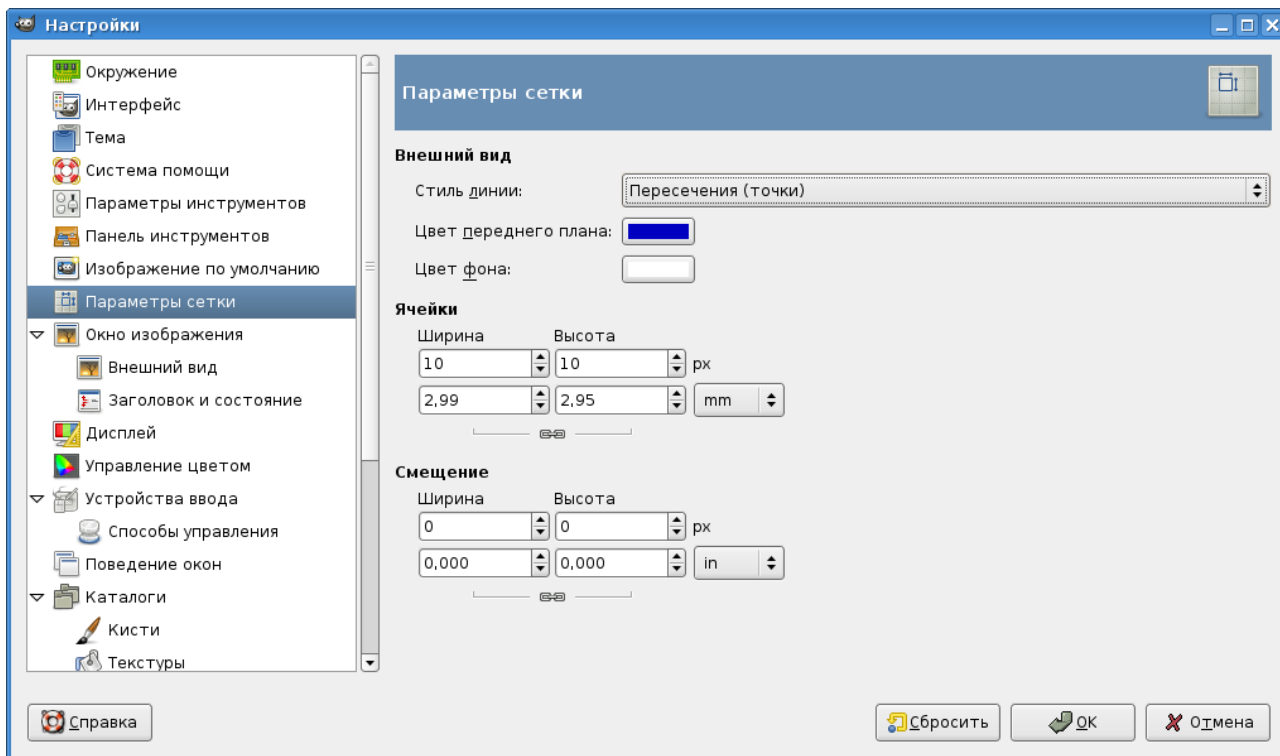 Настройки
Окружение
Интерфейс
Тема
Система помощи
Параметры инструментов
Панель инструментов
Изображение по умолчанию
Параметры сетки
Окно изображения
Внешний вид
Заголовок и состояние
Дисплей
Управление цветом
Устройства ввода
Способы управления
Поведение окон
Каталоги
Кисти
Текстуры
Параметры сетки
Внешний вид
Стиль линии: Пересечения (точки)
Цвет переднего плана:
Цвет фона:
Ячейки
Ширина Высота
10 10 px
2,99 2,95 mm
Смещение
Ширина Высота
0 0 px
0,000 0,000 in
Справка Сбросить OK Отмена